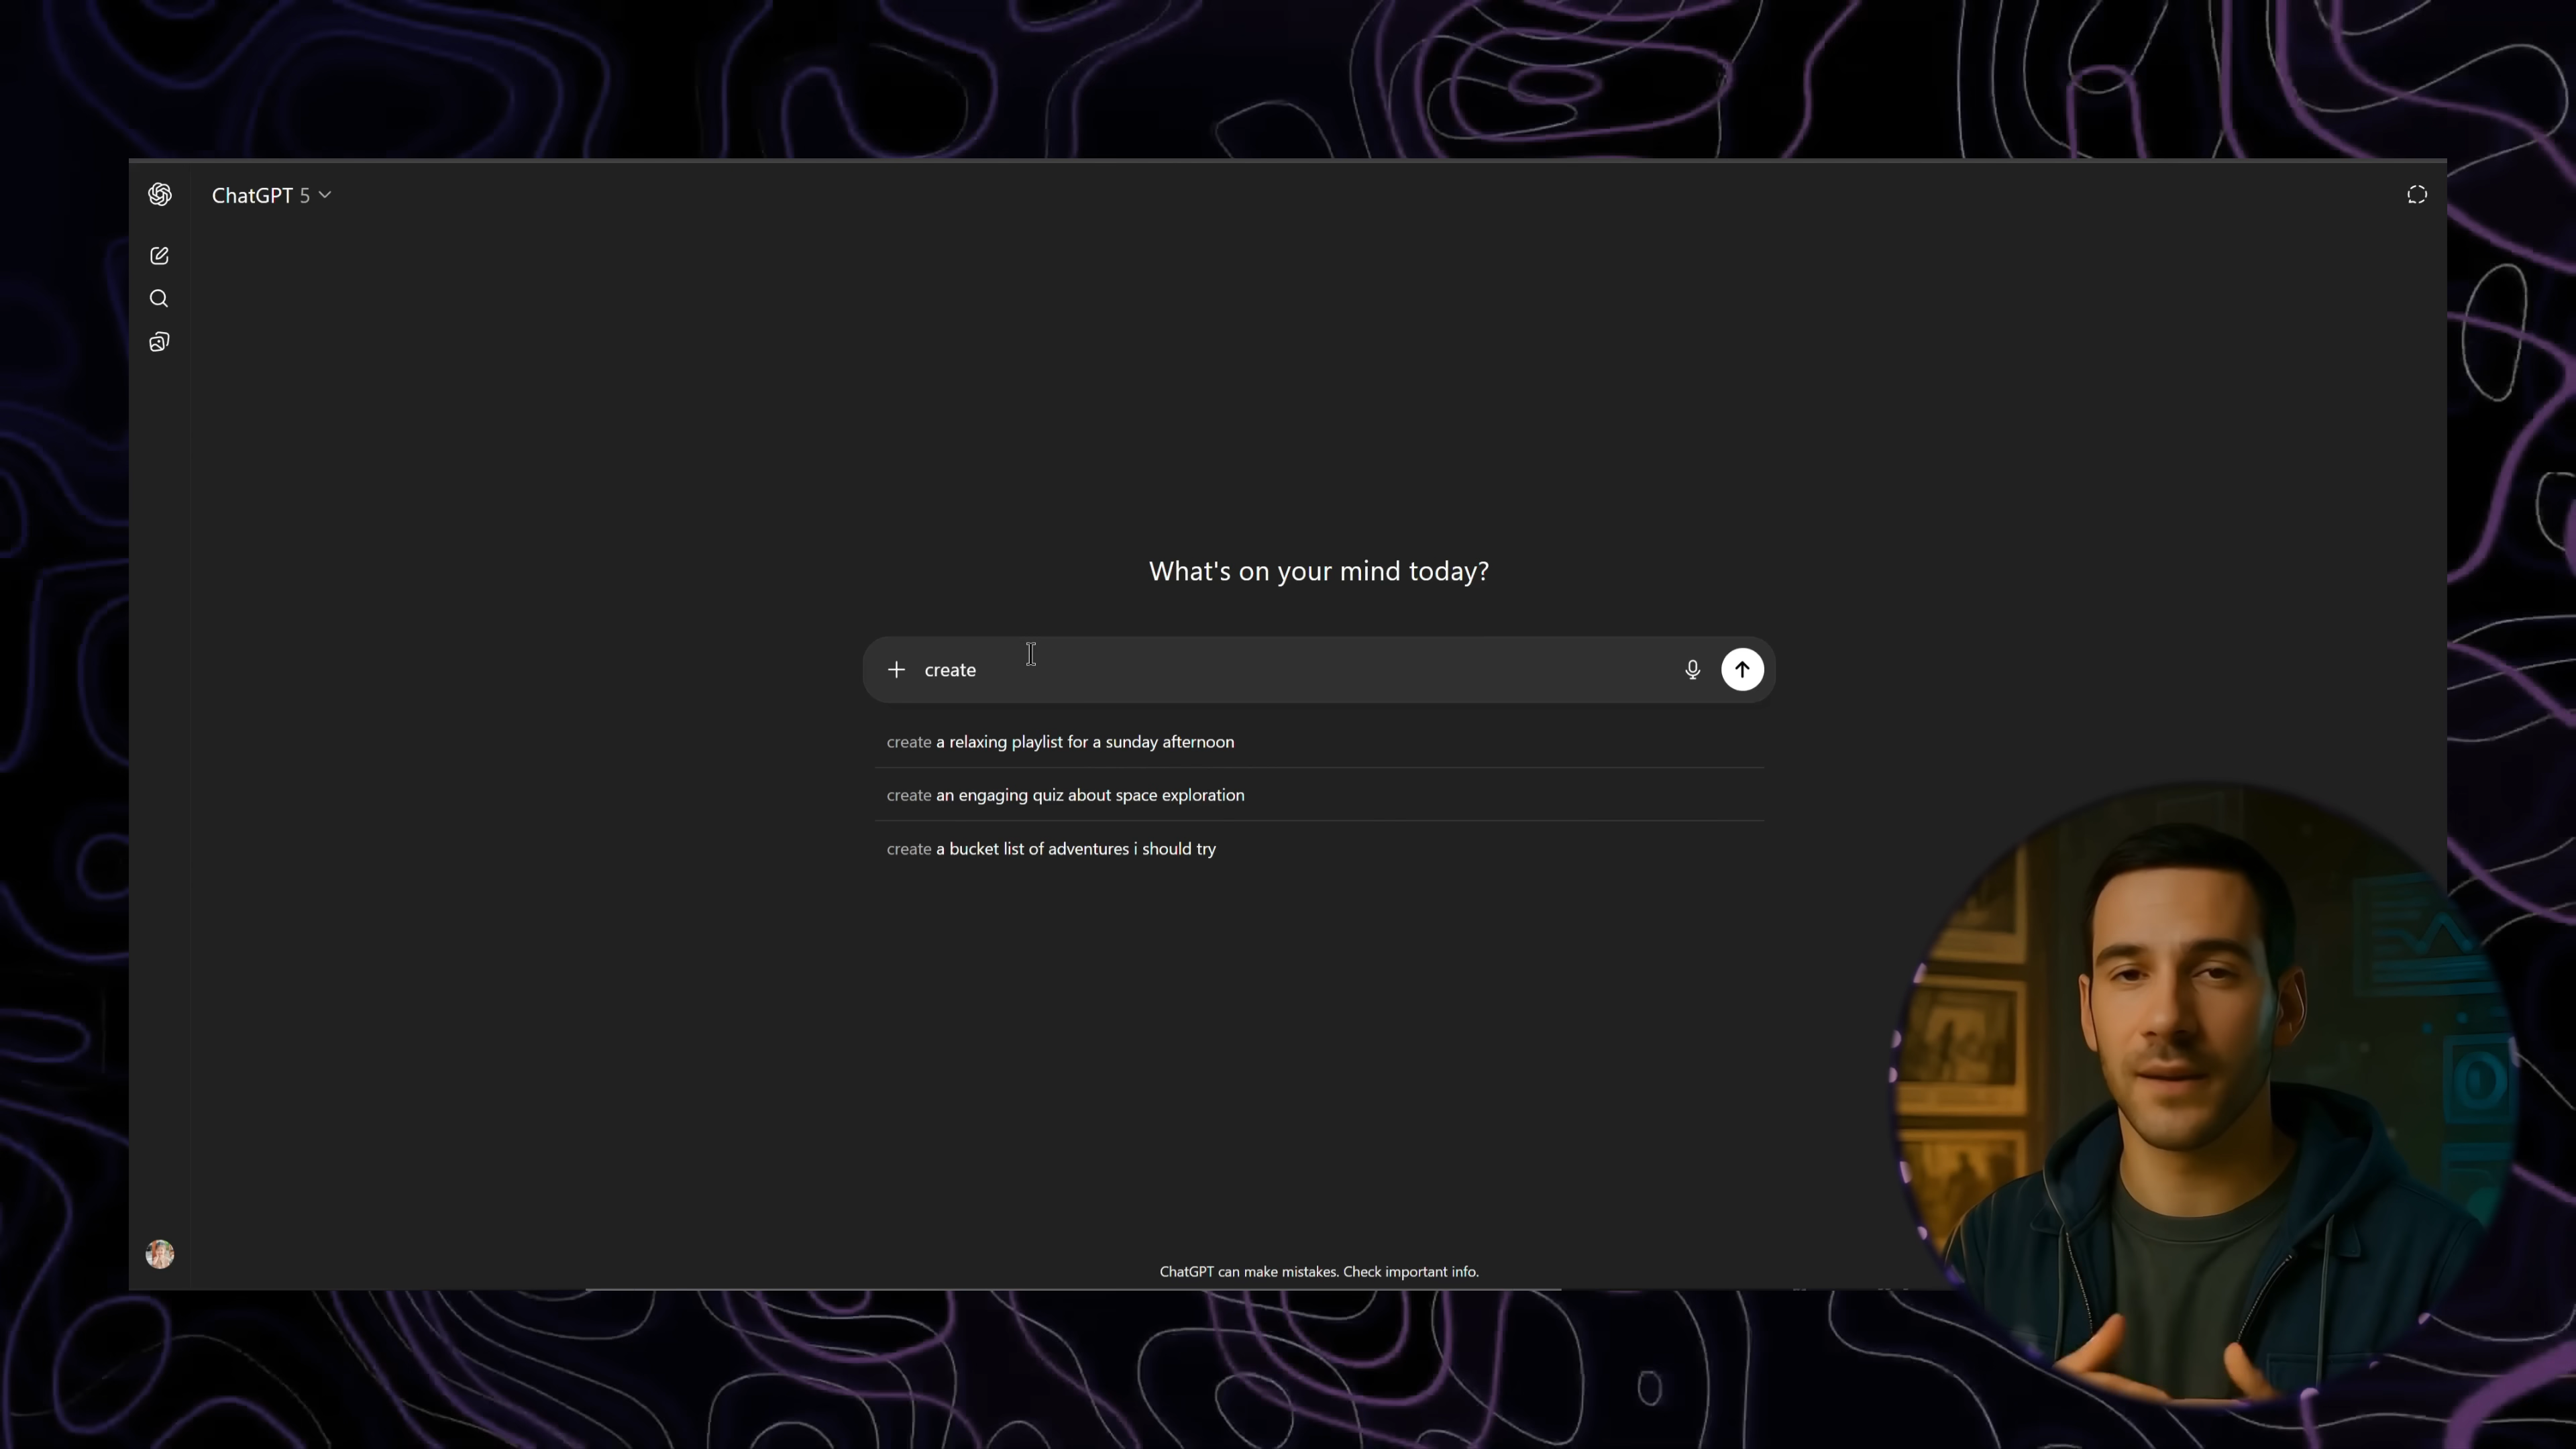 ChatGPT 5
What's on your mind today?
create
create a relaxing playlist for a sunday afternoon
create an engaging quiz about space exploration
create a bucket list of adventures i should try
ChatGPT can make mistakes. Check important info.